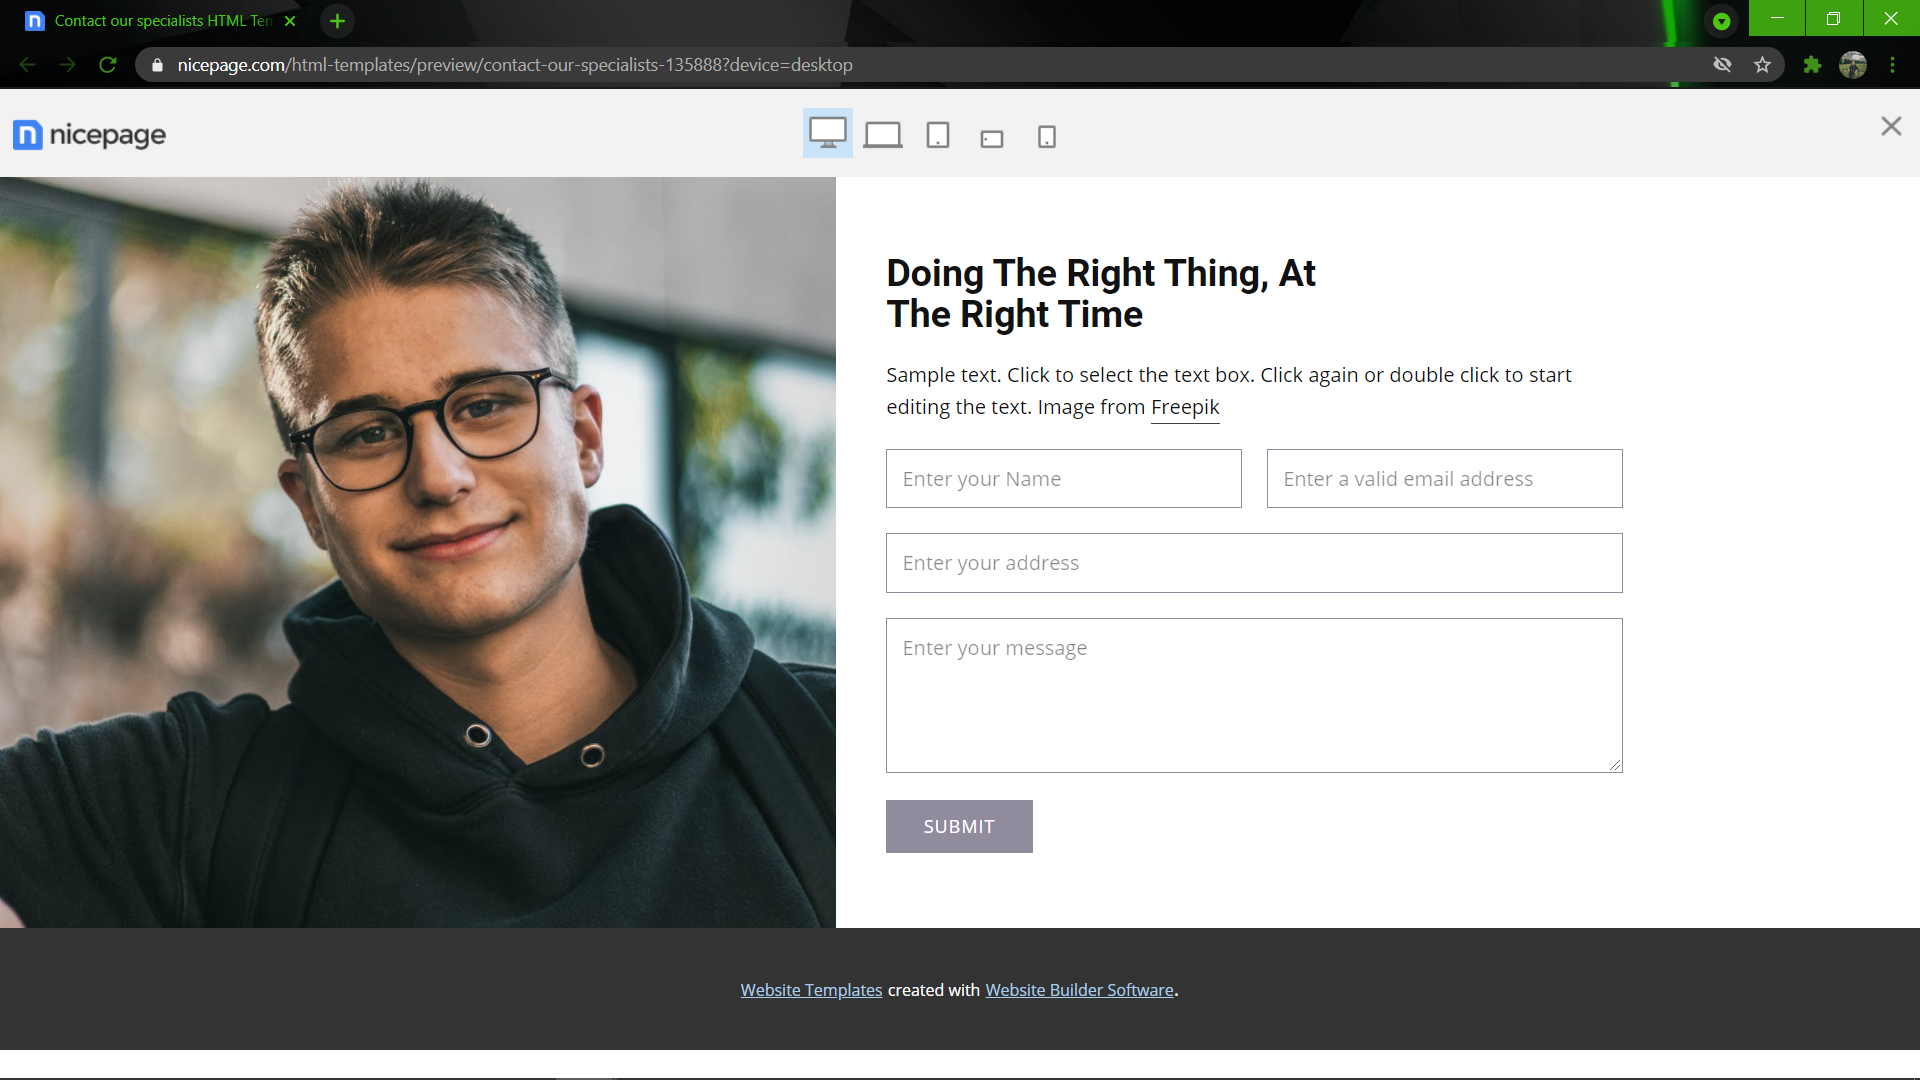 Contact our specialists HTML Tem
nicepage.com/html-templates/preview/contact-our-specialists-135888?device=desktop
nicepage
Doing The Right Thing, At
The Right Time
Sample text. Click to select the text box. Click again or double click to start
editing the text. Image from Freepik
Enter your Name
Enter a valid email address
Enter your address
Enter your message
SUBMIT
Website Templates created with Website Builder Software.